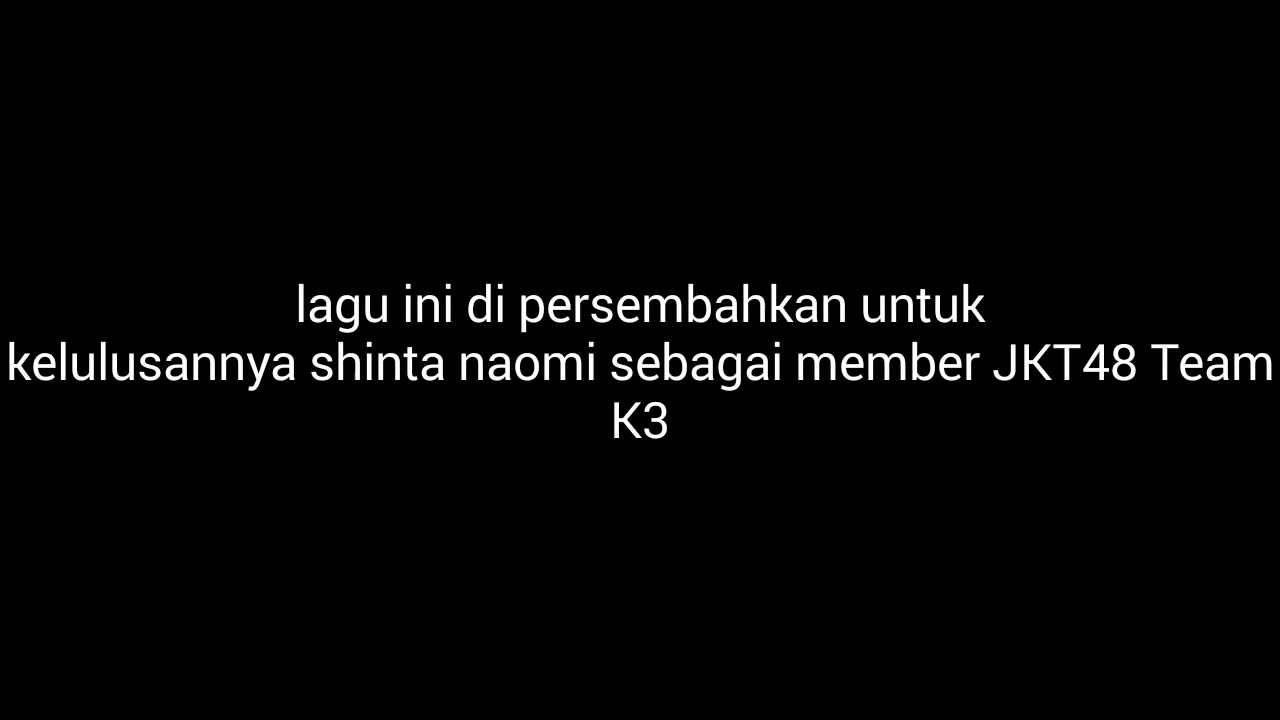 lagu ini di persembahkan untuk
kelulusannya shinta naomi sebagai member JKT48 Team
K3